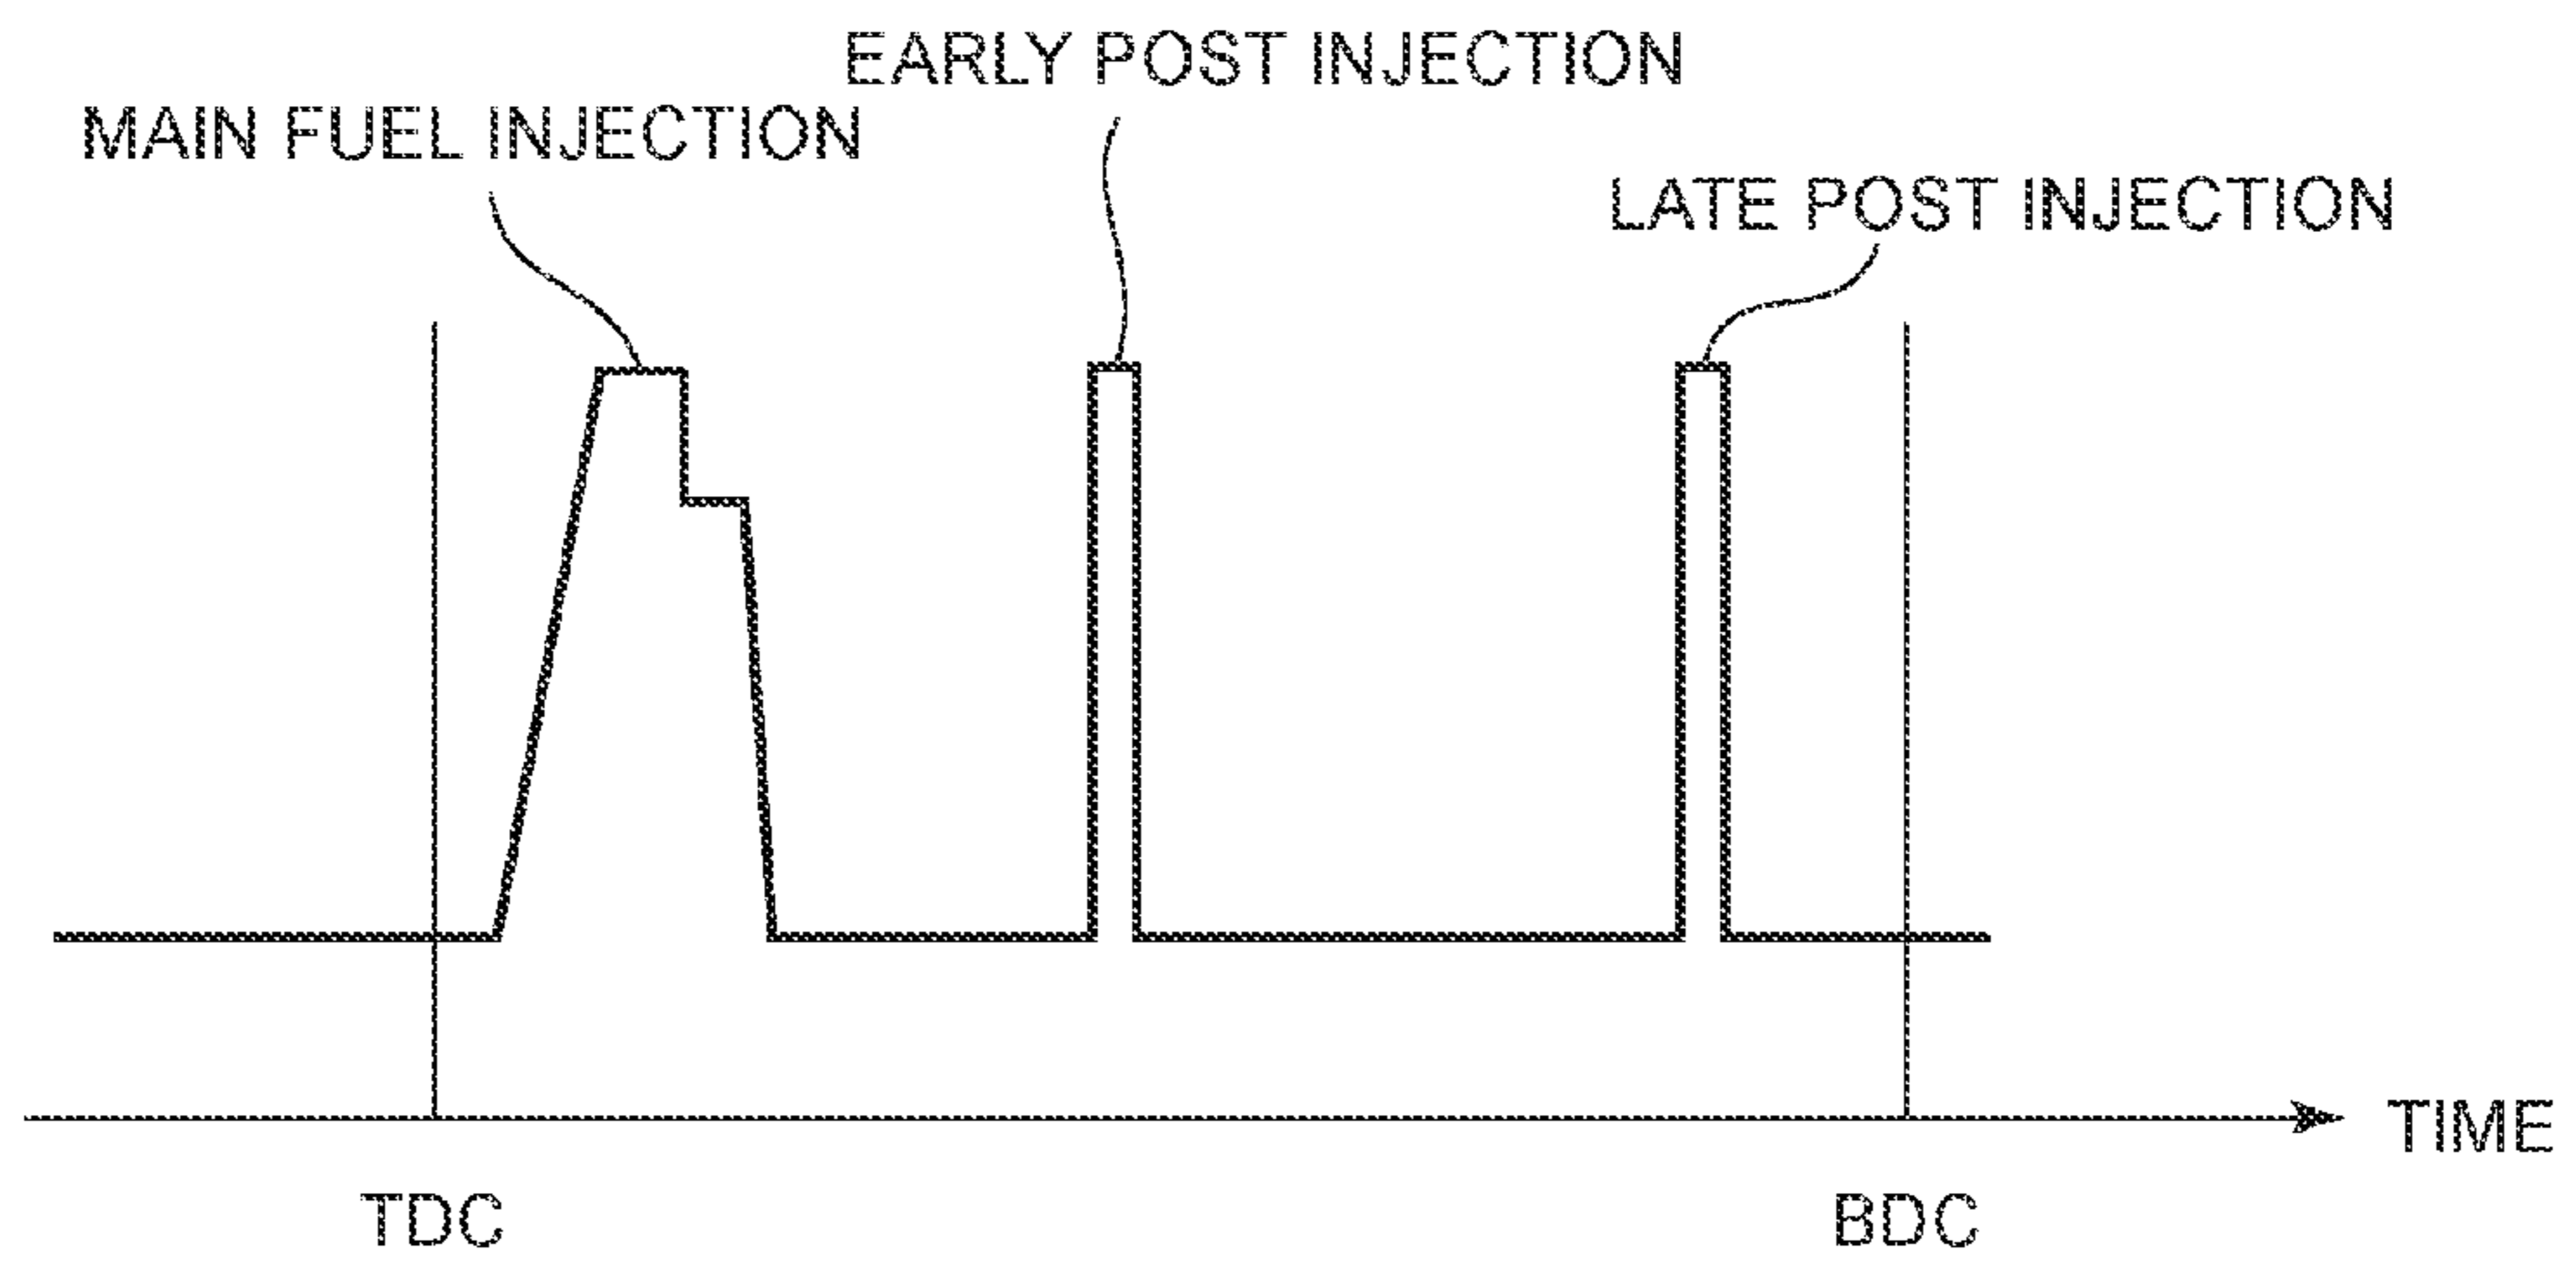 EARLY POST INJECTION
MAIN FUEL INJECTION
LATE POST INJECTION
TIME
TDC
BDC